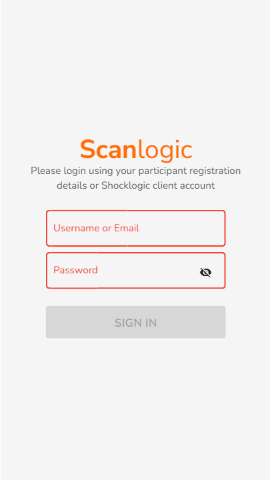 Scanlogic
Please login using your participant registration
details or Shocklogic client account
Username or Email
Password
SIGN IN